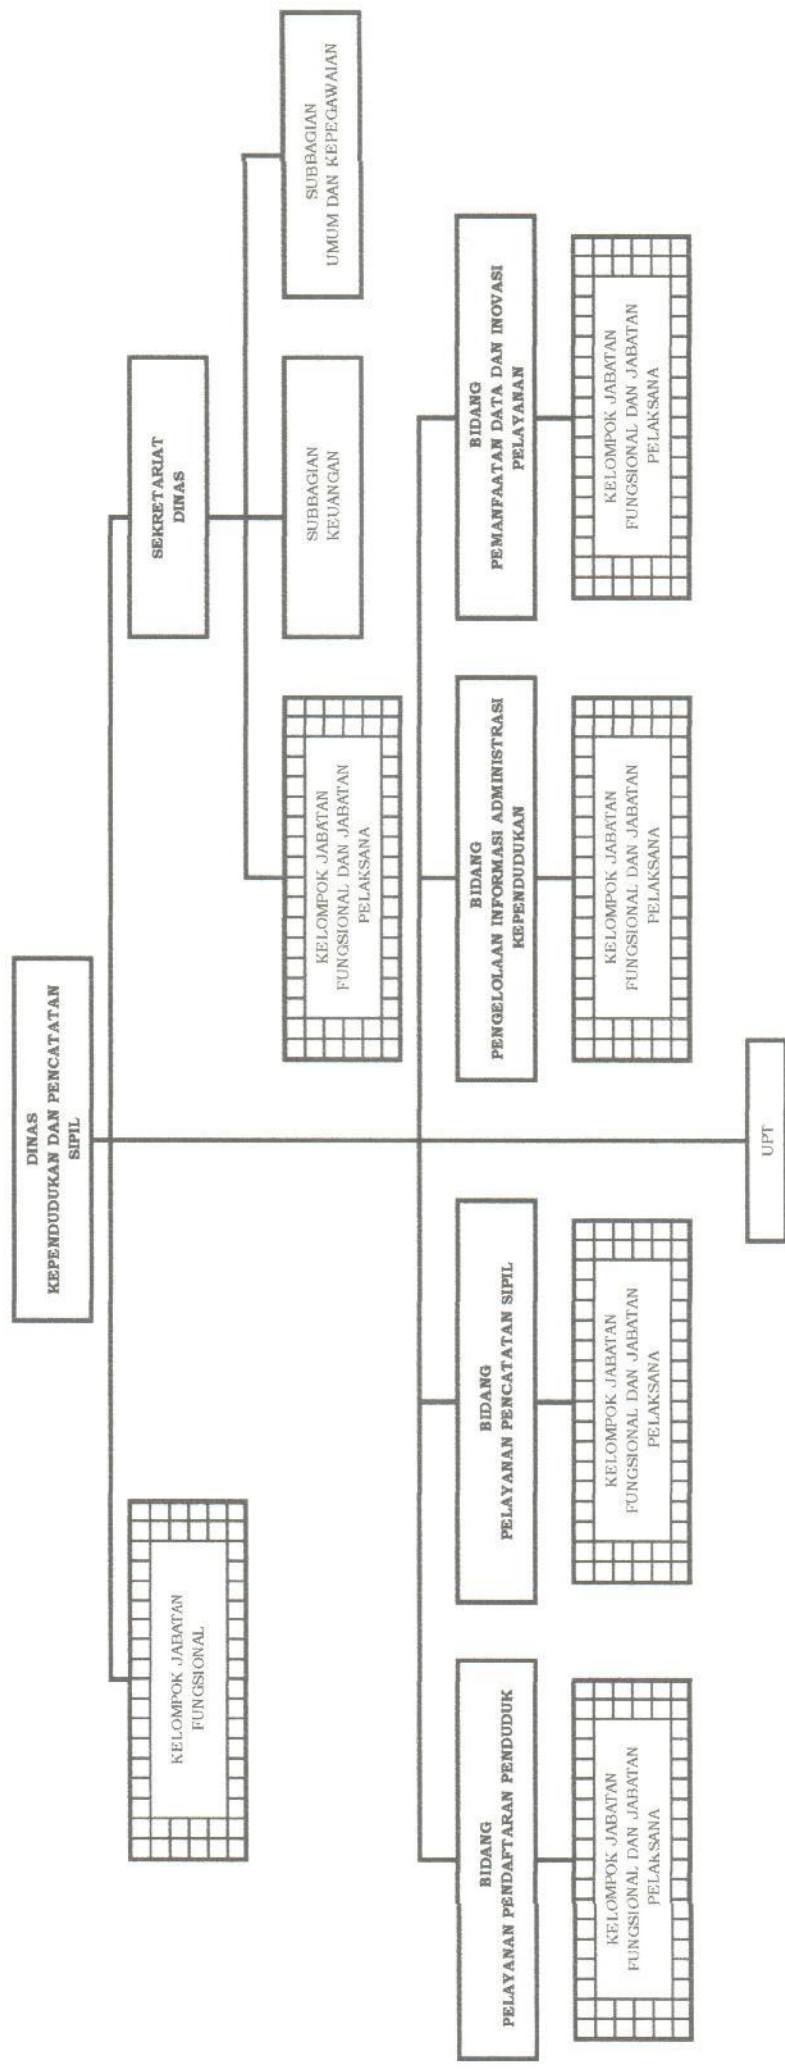 DINAS
KEPENDUDUKAN DAN PENCATATAN
SIPIL
KELOMPOK JABATAN
FUNGSIONAL
SEKRETARIAT
DINAS
KELOMPOK JABATAN
FUNGSIONAL DAN JABATAN
PELAKSANA
SUBBAGIAN
KEUANGAN
SUBBAGIAN
UMUM DAN KEPEGAWAIAN
BIDANG
PELAYANAN PENDAFTARAN PENDUDUK
BIDANG
PELAYANAN PENCATATAN SIPIL
BIDANG
PENGELOLAAN INFORMASI ADMINISTRASI
KEPENDUDUKAN
BIDANG
PEMANFAATAN DATA DAN INOVASI
PELAYANAN
KELOMPOK JABATAN
FUNGSIONAL DAN JABATAN
PELAKSANA
KELOMPOK JABATAN
FUNGSIONAL DAN JABATAN
PELAKSANA
KELOMPOK JABATAN
FUNGSIONAL DAN JABATAN
PELAKSANA
KELOMPOK JABATAN
FUNGSIONAL DAN JABATAN
PELAKSANA
UPT